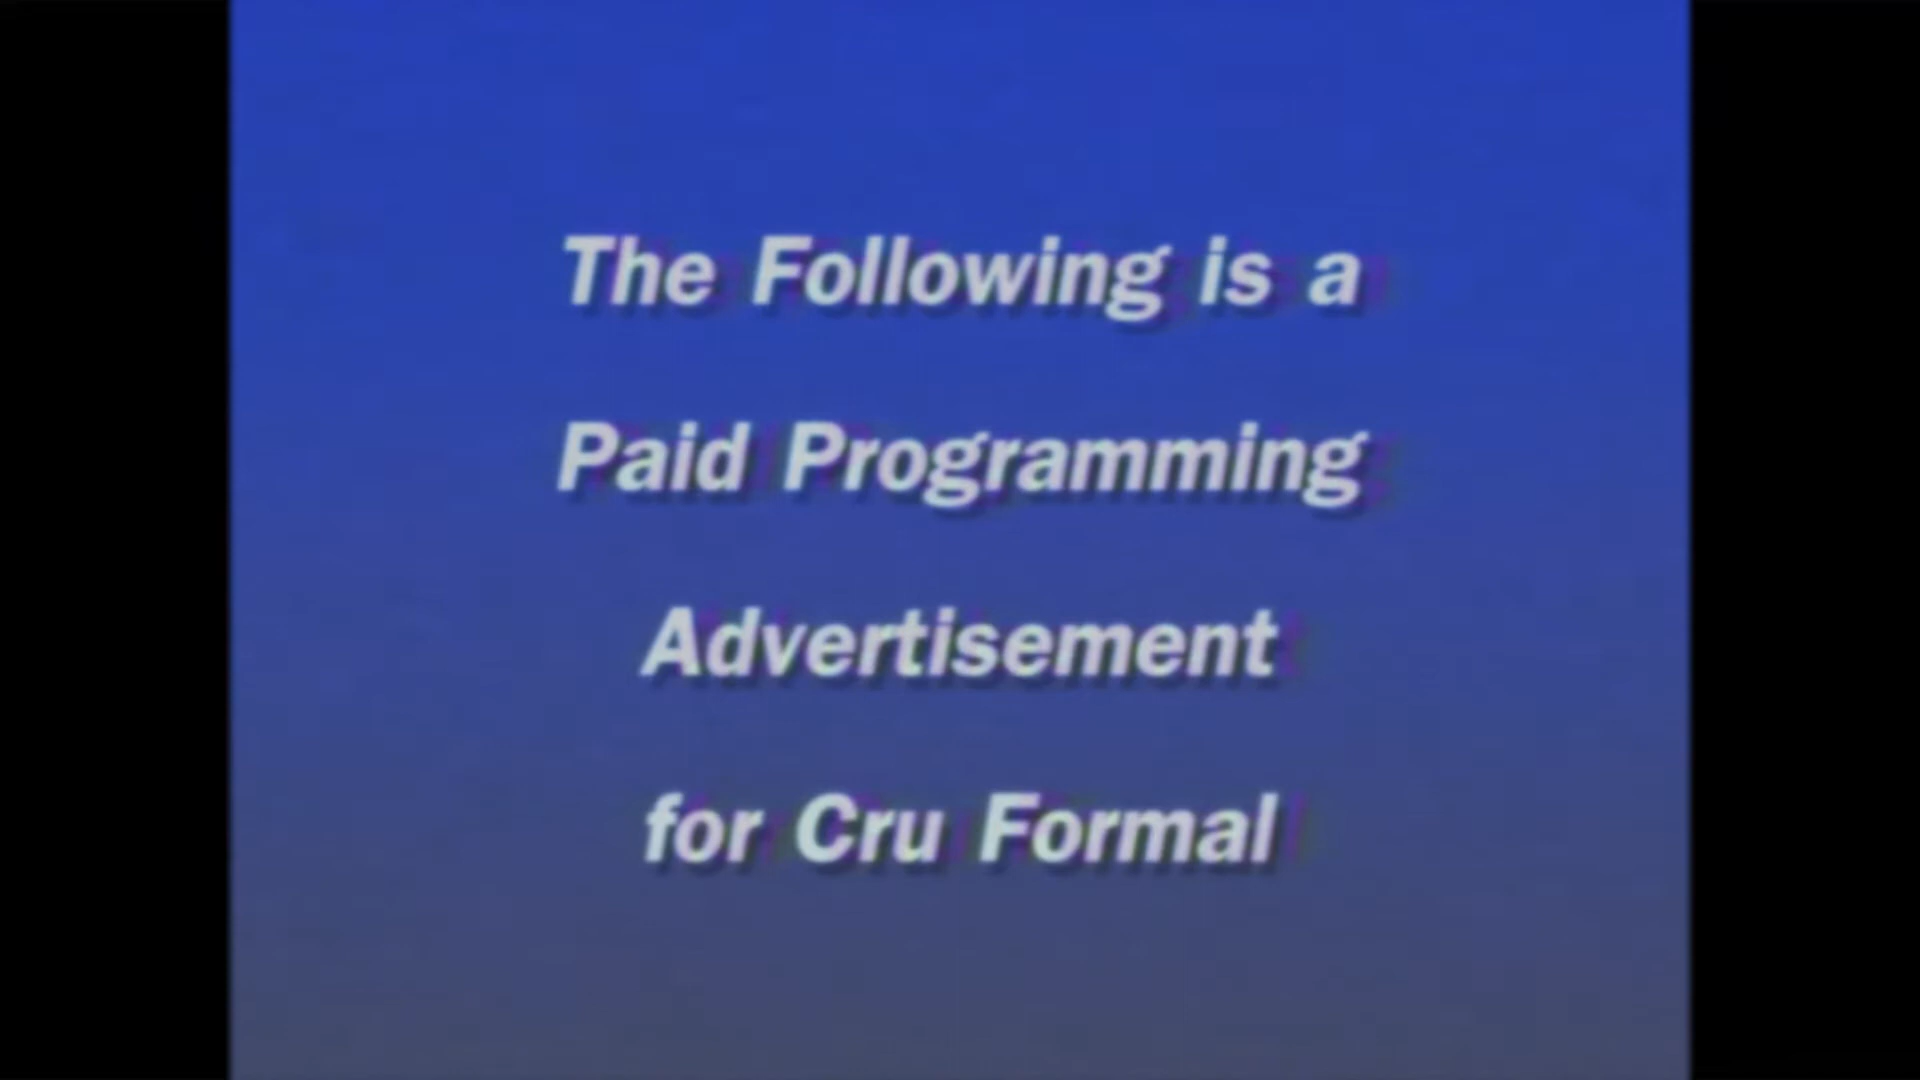 The Following is a
Paid Programming
Advertisement
for Cru Formal